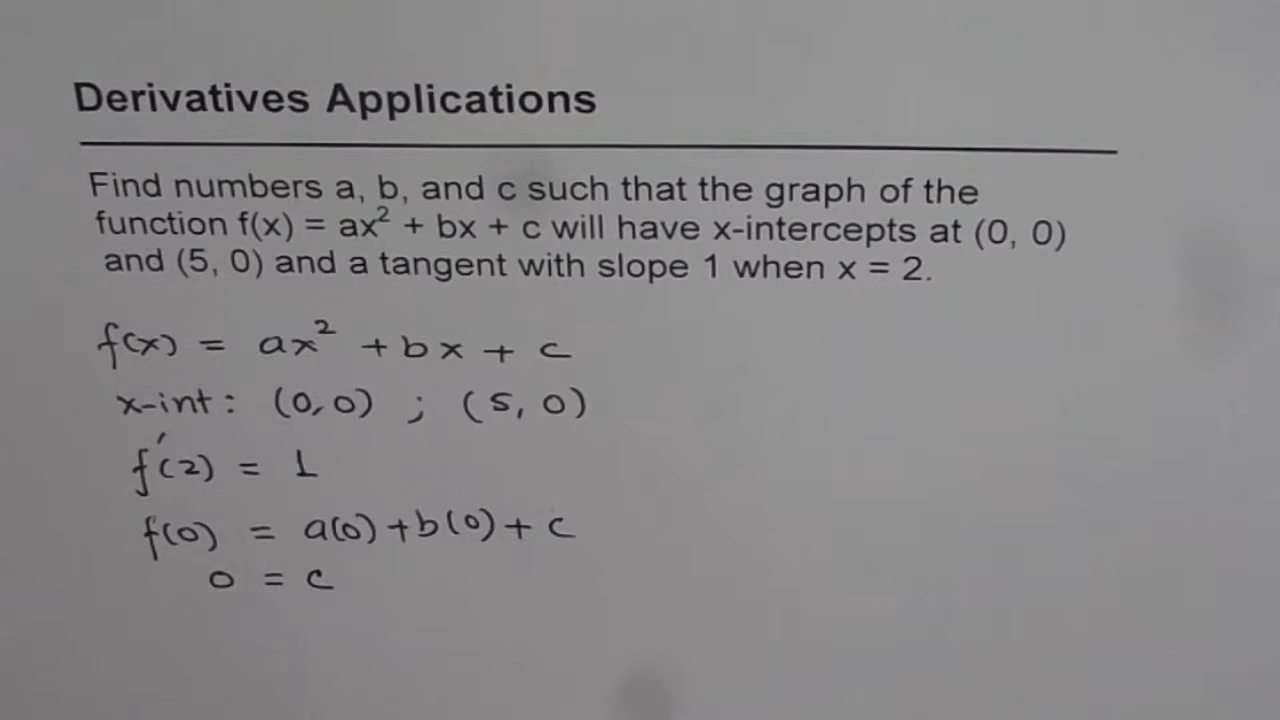 Derivatives Applications
Find numbers a, b, and c such that the graph of the
function f(x) = ax² + bx + c will have x-intercepts at (0, 0)
and (5, 0) and a tangent with slope 1 when x = 2.
f(x) = ax² + bx + c
x-int : (0,0) ; (5, 0)
f'(2) = 1
f(0) = a(0)+b(0)+ c
0 = c